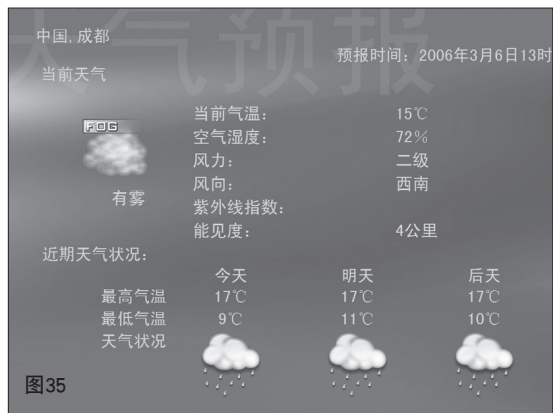 天气预报
中国,成都
预报时间：2006年3月6日13时
当前天气
当前气温： 15℃
空气湿度： 72%
FOG
风力： 二级
风向： 西南
有雾
紫外线指数：
能见度： 4公里
近期天气状况：
今天 明天 后天
最高气温 17℃ 17℃ 17℃
最低气温 9℃ 11℃ 10℃
天气状况
图35